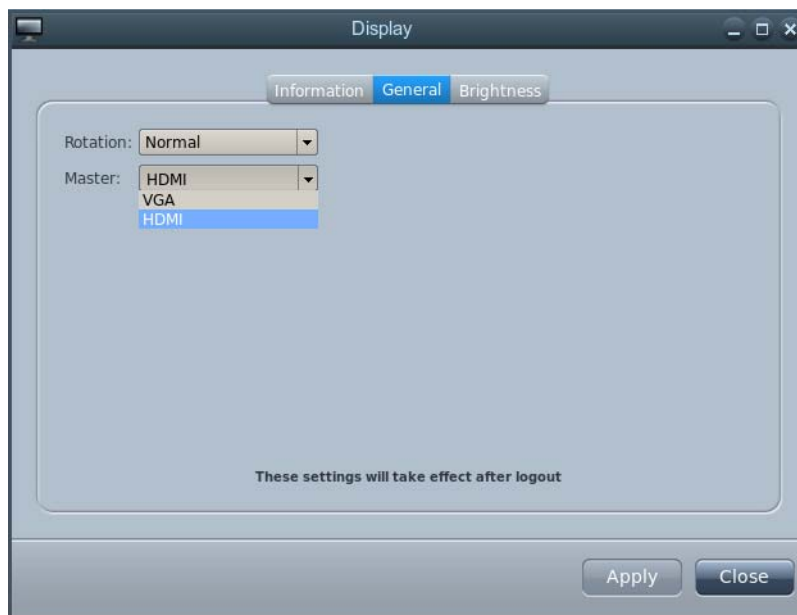 Display
Information General Brightness
Rotation: Normal
Master: HDMI
VGA
HDMI
These settings will take effect after logout
Apply Close